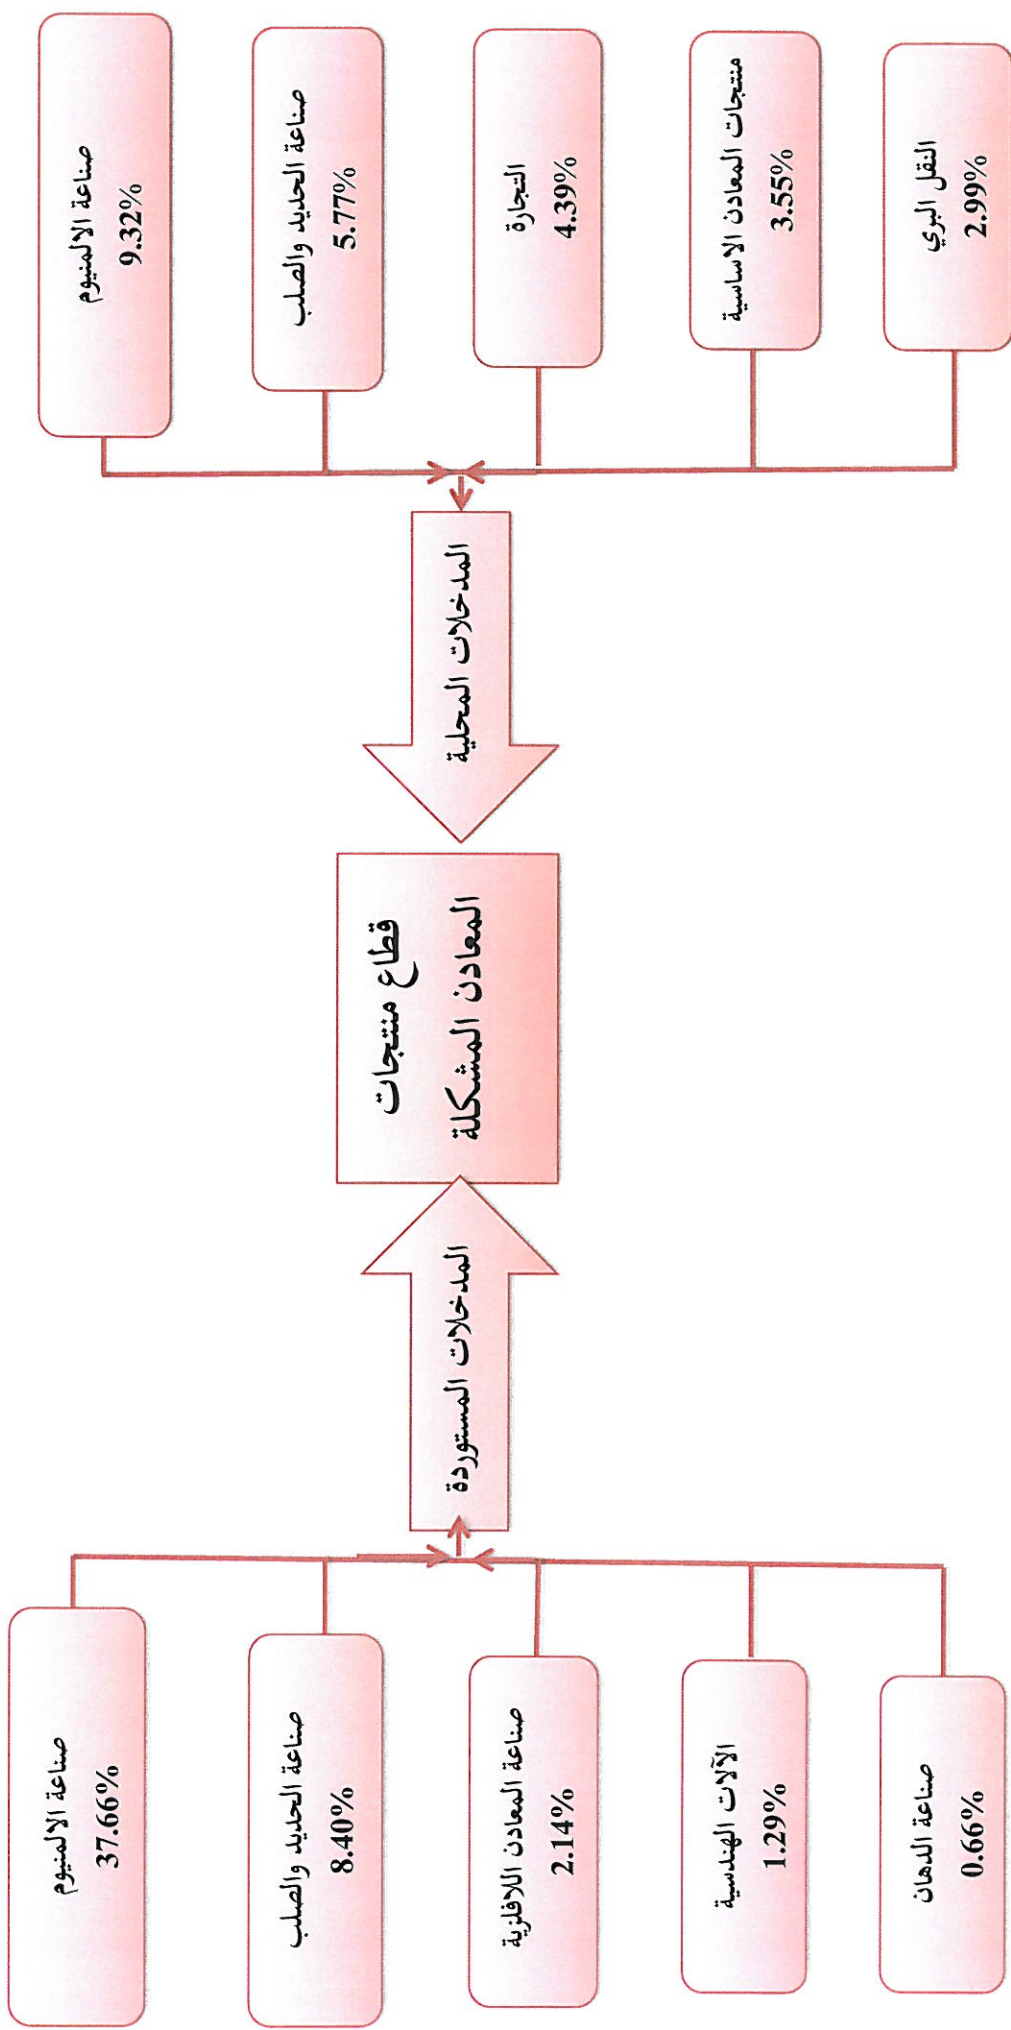 صناعة الالمنيوم
37.66%
صناعة الحديد والصلب
8.40%
صناعة المعادن اللافلزية
2.14%
الآلات الهندسية
1.29%
صناعة الدهان
0.66%
المدخلات المستوردة
قطاع منتجات
المعادن المشكلة
المدخلات المحلية
صناعة الالمنيوم
9.32%
صناعة الحديد والصلب
5.77%
التجارة
4.39%
منتجات المعادن الاساسية
3.55%
النقل البري
2.99%